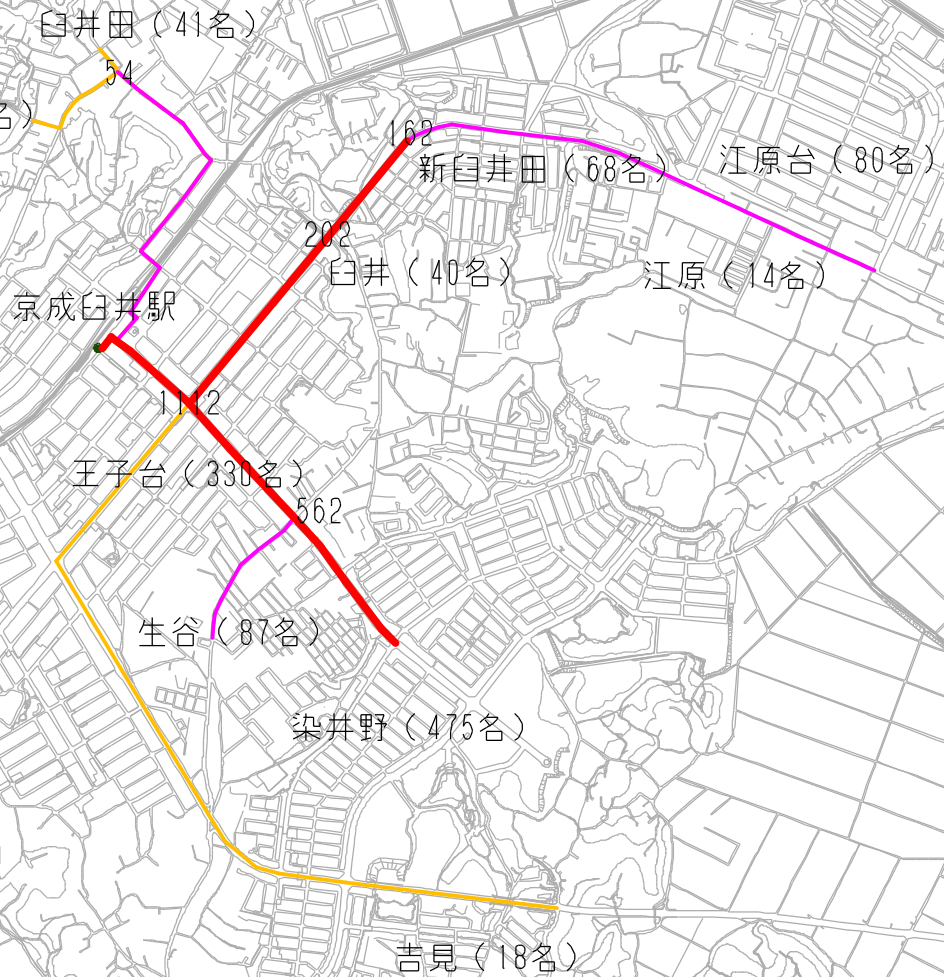 臼井田（41名）
54
名）
162
新臼井田（68名）
江原台（80名）
202
臼井（40名）
江原（14名）
京成臼井駅
1112
王子台（330名）
562
生谷（87名）
染井野（475名）
吉見（18名）